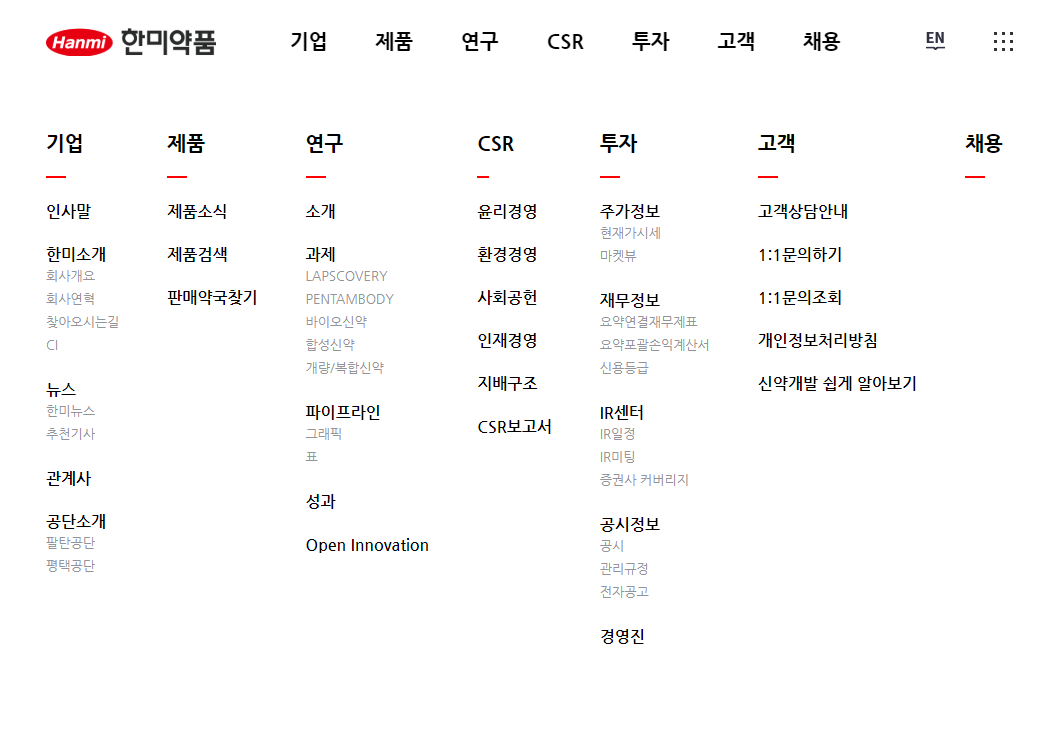 Hanmi 한미약품
기업 제품 연구 CSR 투자 고객 채용 EN
기업
인사말
한미소개
회사개요
회사연혁
찾아오시는길
CI
뉴스
한미뉴스
추천기사
관계사
공단소개
팔탄공단
평택공단
제품
제품소식
제품검색
판매약국찾기
연구
소개
과제
LAPSCOVERY
PENTAMBODY
바이오신약
합성신약
개량/복합신약
파이프라인
그래픽
표
성과
Open Innovation
CSR
윤리경영
환경경영
사회공헌
인재경영
지배구조
CSR보고서
투자
주가정보
현재가시세
마켓뷰
재무정보
요약연결재무제표
요약포괄손익계산서
신용등급
IR센터
IR일정
IR미팅
증권사 커버리지
공시정보
공시
관리규정
전자공고
경영진
고객
고객상담안내
1:1문의하기
1:1문의조회
개인정보처리방침
신약개발 쉽게 알아보기
채용